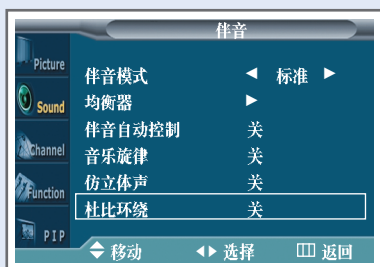 伴音
Picture
Sound
Channel
Function
PIP
伴音模式 ◀ 标准 ▶
均衡器 ▶
伴音自动控制 关
音乐旋律 关
仿立体声 关
杜比环绕 关
移动 选择 返回